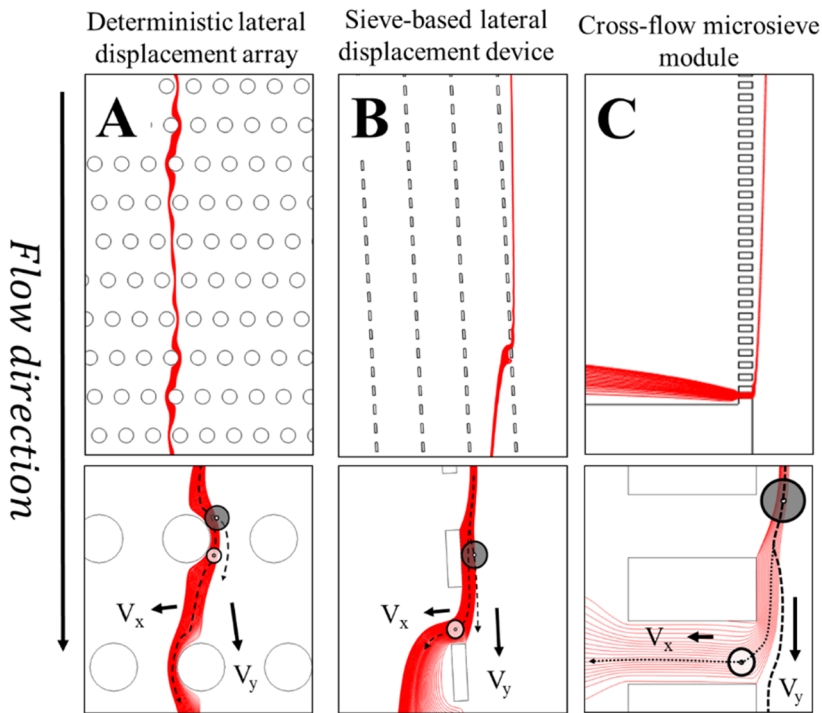 Deterministic lateral
displacement array
Sieve-based lateral
displacement device
Cross-flow microsieve
module
Flow direction
A
B
C
Vx
Vy
Vx
Vy
Vx
Vy